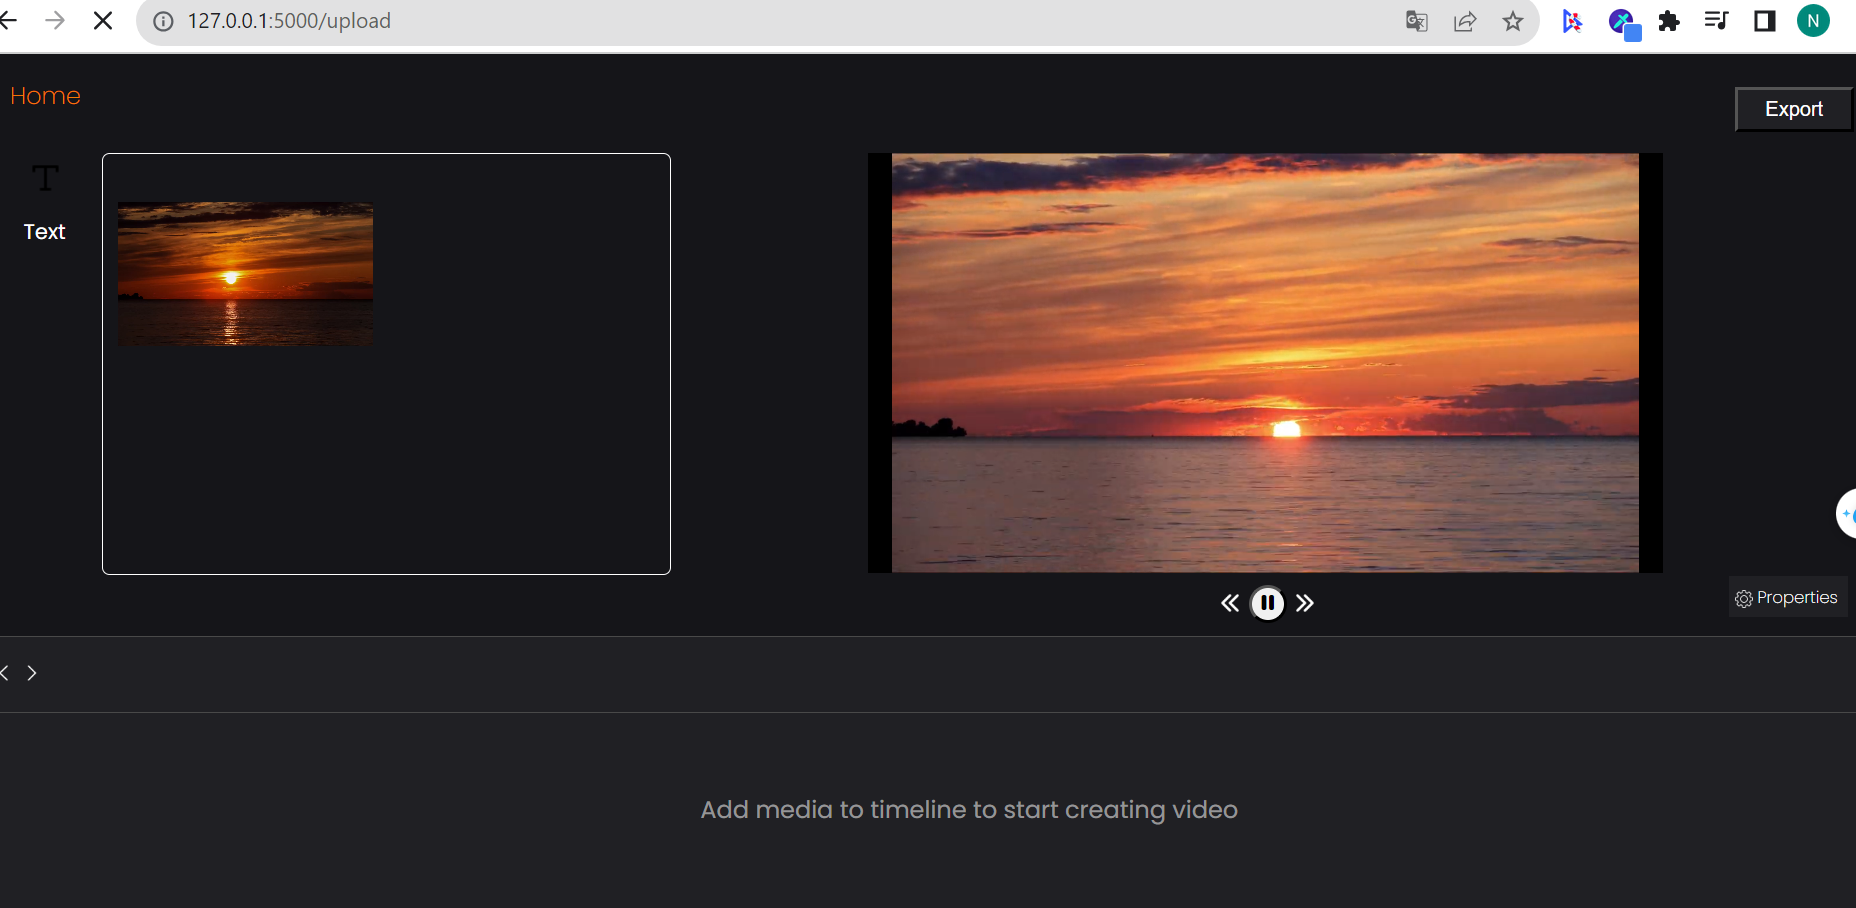 127.0.0.1:5000/upload
N
Home
Export
T
Text
Properties
Add media to timeline to start creating video